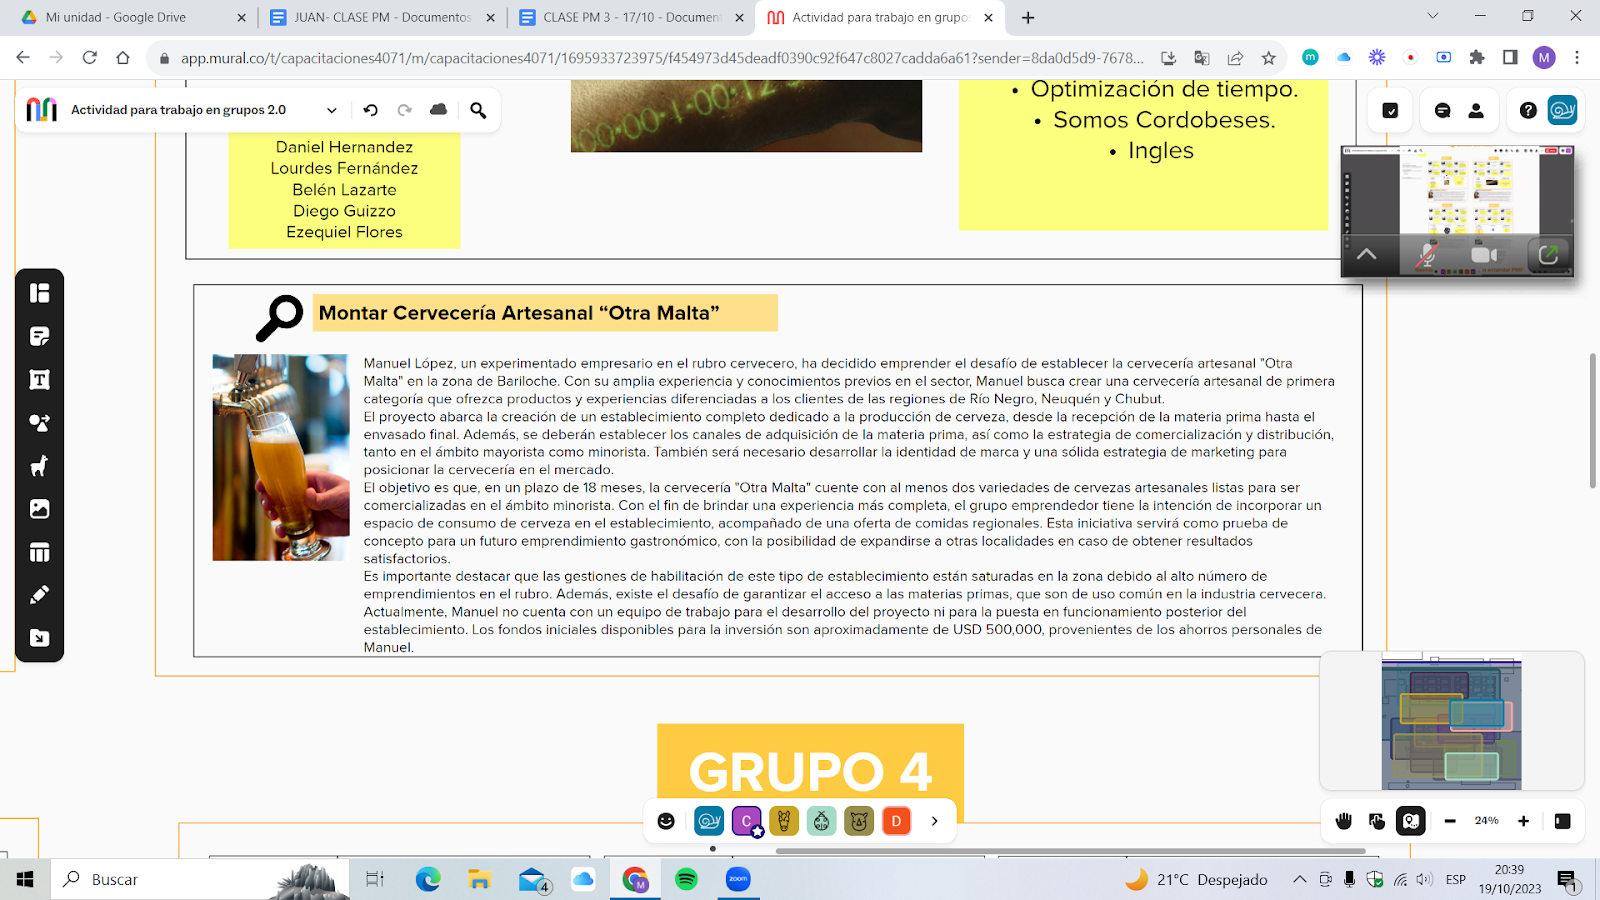 Mi unidad - Google Drive
JUAN- CLASE PM - Documentos
CLASE PM 3 - 17/10 - Document
Actividad para trabajo en grupo
app.mural.co/t/capacitaciones4071/m/capacitaciones4071/1695933723975/f454973d45deadf0390c92f647c8027cadda6a61?sender=8da0d5d9-7678...
M
Actividad para trabajo en grupos 2.0
Daniel Hernandez
Lourdes Fernández
Belén Lazarte
Diego Guizzo
Ezequiel Flores
• Optimización de tiempo.
• Somos Cordobeses.
• Ingles
Montar Cervecería Artesanal “Otra Malta”
Manuel López, un experimentado empresario en el rubro cervecero, ha decidido emprender el desafío de establecer la cervecería artesanal "Otra
Malta" en la zona de Bariloche. Con su amplia experiencia y conocimientos previos en el sector, Manuel busca crear una cervecería artesanal de primera
categoría que ofrezca productos y experiencias diferenciadas a los clientes de las regiones de Río Negro, Neuquén y Chubut.
El proyecto abarca la creación de un establecimiento completo dedicado a la producción de cerveza, desde la recepción de la materia prima hasta el
envasado final. Además, se deberán establecer los canales de adquisición de la materia prima, así como la estrategia de comercialización y distribución,
tanto en el ámbito mayorista como minorista. También será necesario desarrollar la identidad de marca y una sólida estrategia de marketing para
posicionar la cervecería en el mercado.
El objetivo es que, en un plazo de 18 meses, la cervecería "Otra Malta" cuente con al menos dos variedades de cervezas artesanales listas para ser
comercializadas en el ámbito minorista. Con el fin de brindar una experiencia más completa, el grupo emprendedor tiene la intención de incorporar un
espacio de consumo de cerveza en el establecimiento, acompañado de una oferta de comidas regionales. Esta iniciativa servirá como prueba de
concepto para un futuro emprendimiento gastronómico, con la posibilidad de expandirse a otras localidades en caso de obtener resultados
satisfactorios.
Es importante destacar que las gestiones de habilitación de este tipo de establecimiento están saturadas en la zona debido al alto número de
emprendimientos en el rubro. Además, existe el desafío de garantizar el acceso a las materias primas, que son de uso común en la industria cervecera.
Actualmente, Manuel no cuenta con un equipo de trabajo para el desarrollo del proyecto ni para la puesta en funcionamiento posterior del
establecimiento. Los fondos iniciales disponibles para la inversión son aproximadamente de USD 500,000, provenientes de los ahorros personales de
Manuel.
GRUPO 4
C
D
24%
Buscar
4
M
zoom
21°C Despejado
ESP
20:39
19/10/2023
1